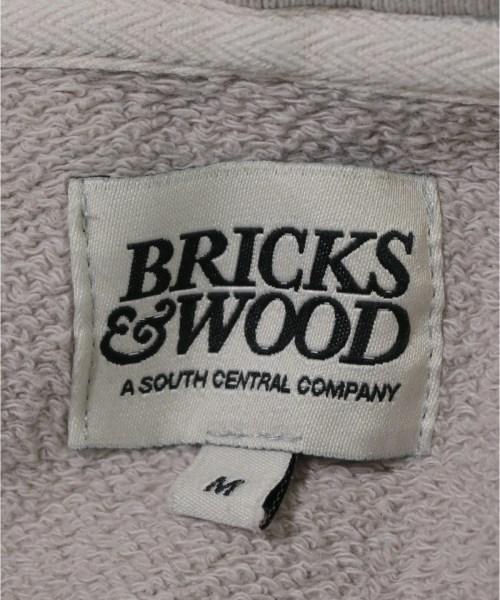 BRICKS
&WOOD
A SOUTH CENTRAL COMPANY
M